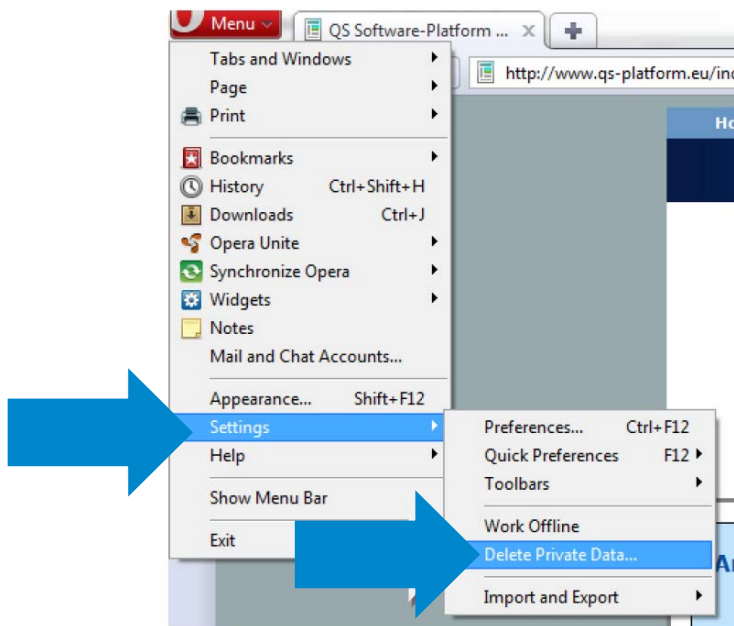 Menu
QS Software-Platform ...
http://www.qs-platform.eu/in
Tabs and Windows
Page
Print
Bookmarks
History Ctrl+Shift+H
Downloads Ctrl+J
Opera Unite
Synchronize Opera
Widgets
Notes
Mail and Chat Accounts...
Appearance... Shift+F12
Settings
Help
Show Menu Bar
Exit
Preferences... Ctrl+F12
Quick Preferences F12
Toolbars
Work Offline
Delete Private Data...
Import and Export